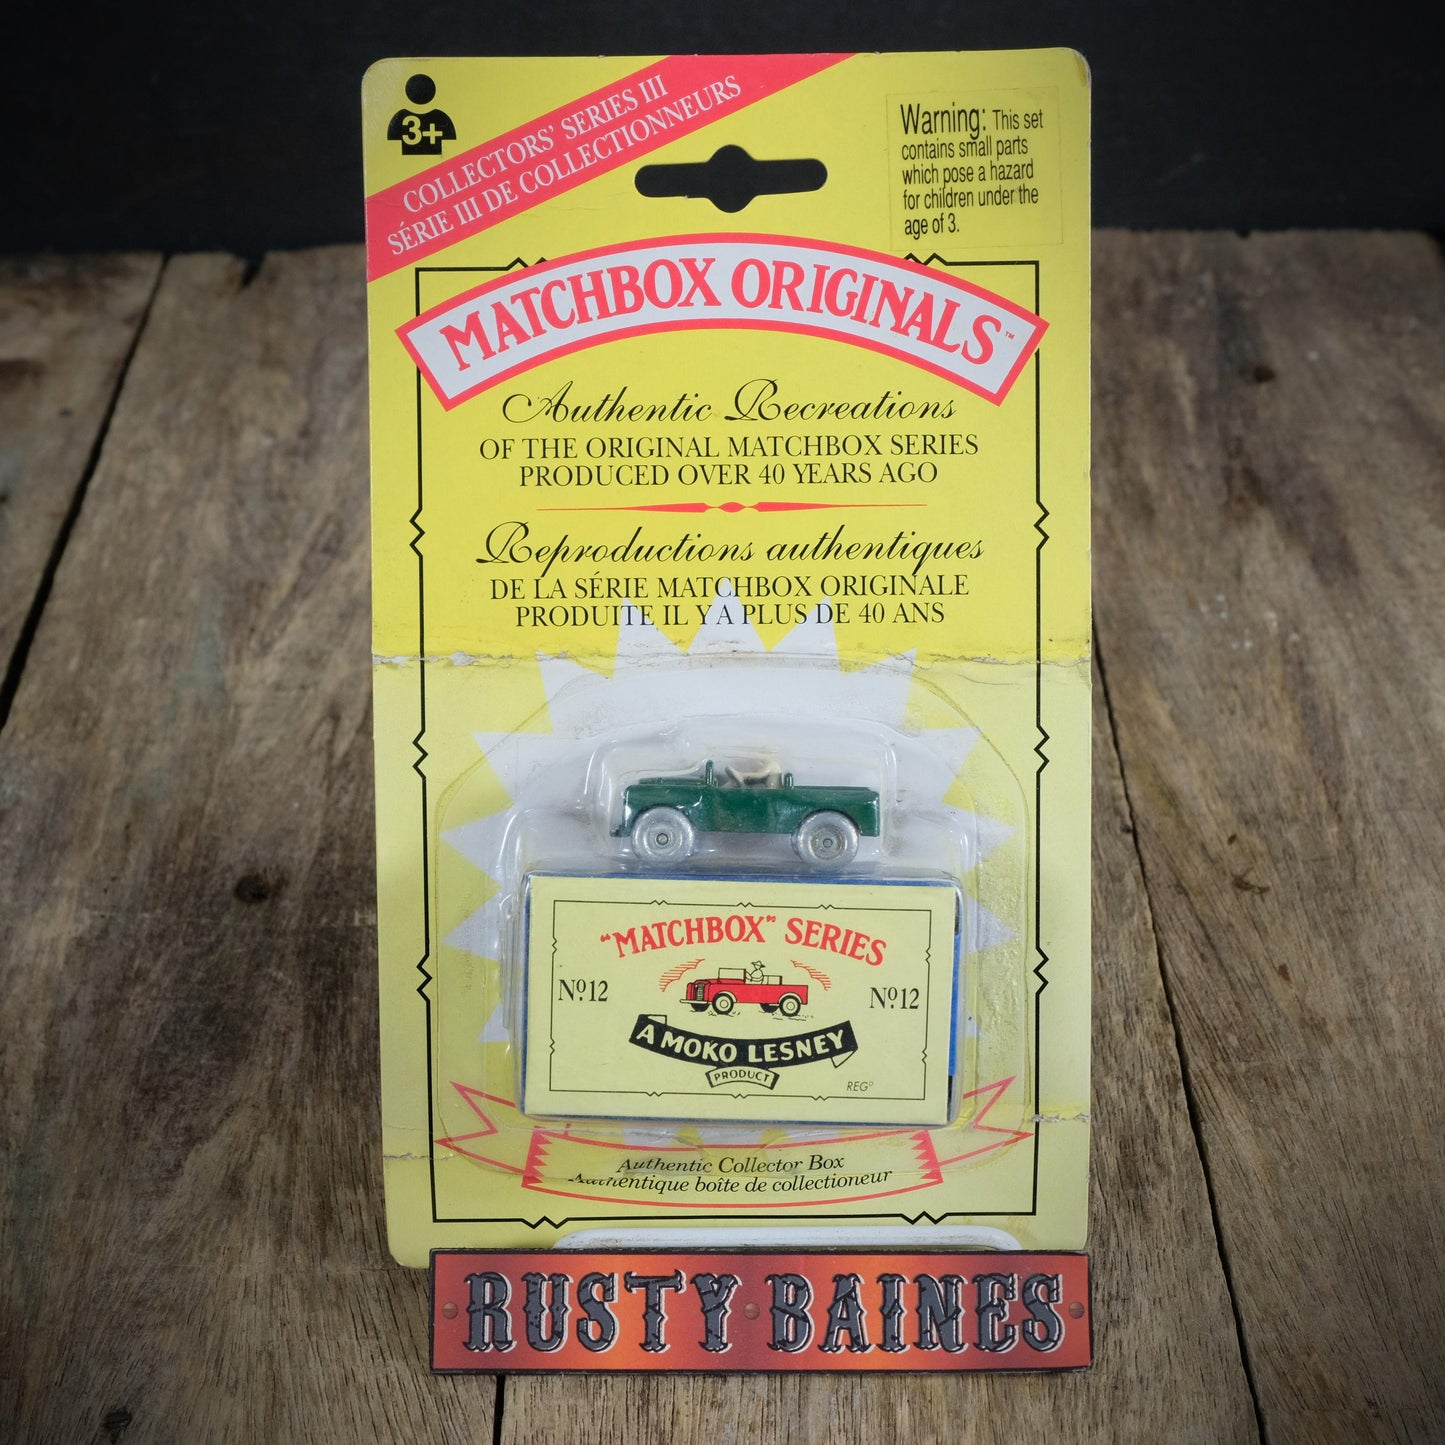 3+
COLLECTORS' SERIES III
SÉRIE III DE COLLECTIONNEURS
Warning: This set
contains small parts
which pose a hazard
for children under the
age of 3.
MATCHBOX ORIGINALS™
Authentic Recreations
OF THE ORIGINAL MATCHBOX SERIES
PRODUCED OVER 40 YEARS AGO
Reproductions authentiques
DE LA SÉRIE MATCHBOX ORIGINALE
PRODUITE IL Y A PLUS DE 40 ANS
"MATCHBOX" SERIES
Nº12
Nº12
A MOKO LESNEY
PRODUCT
REGD
Authentic Collector Box
Authentique boîte de collectioneur
RUSTY BAINES